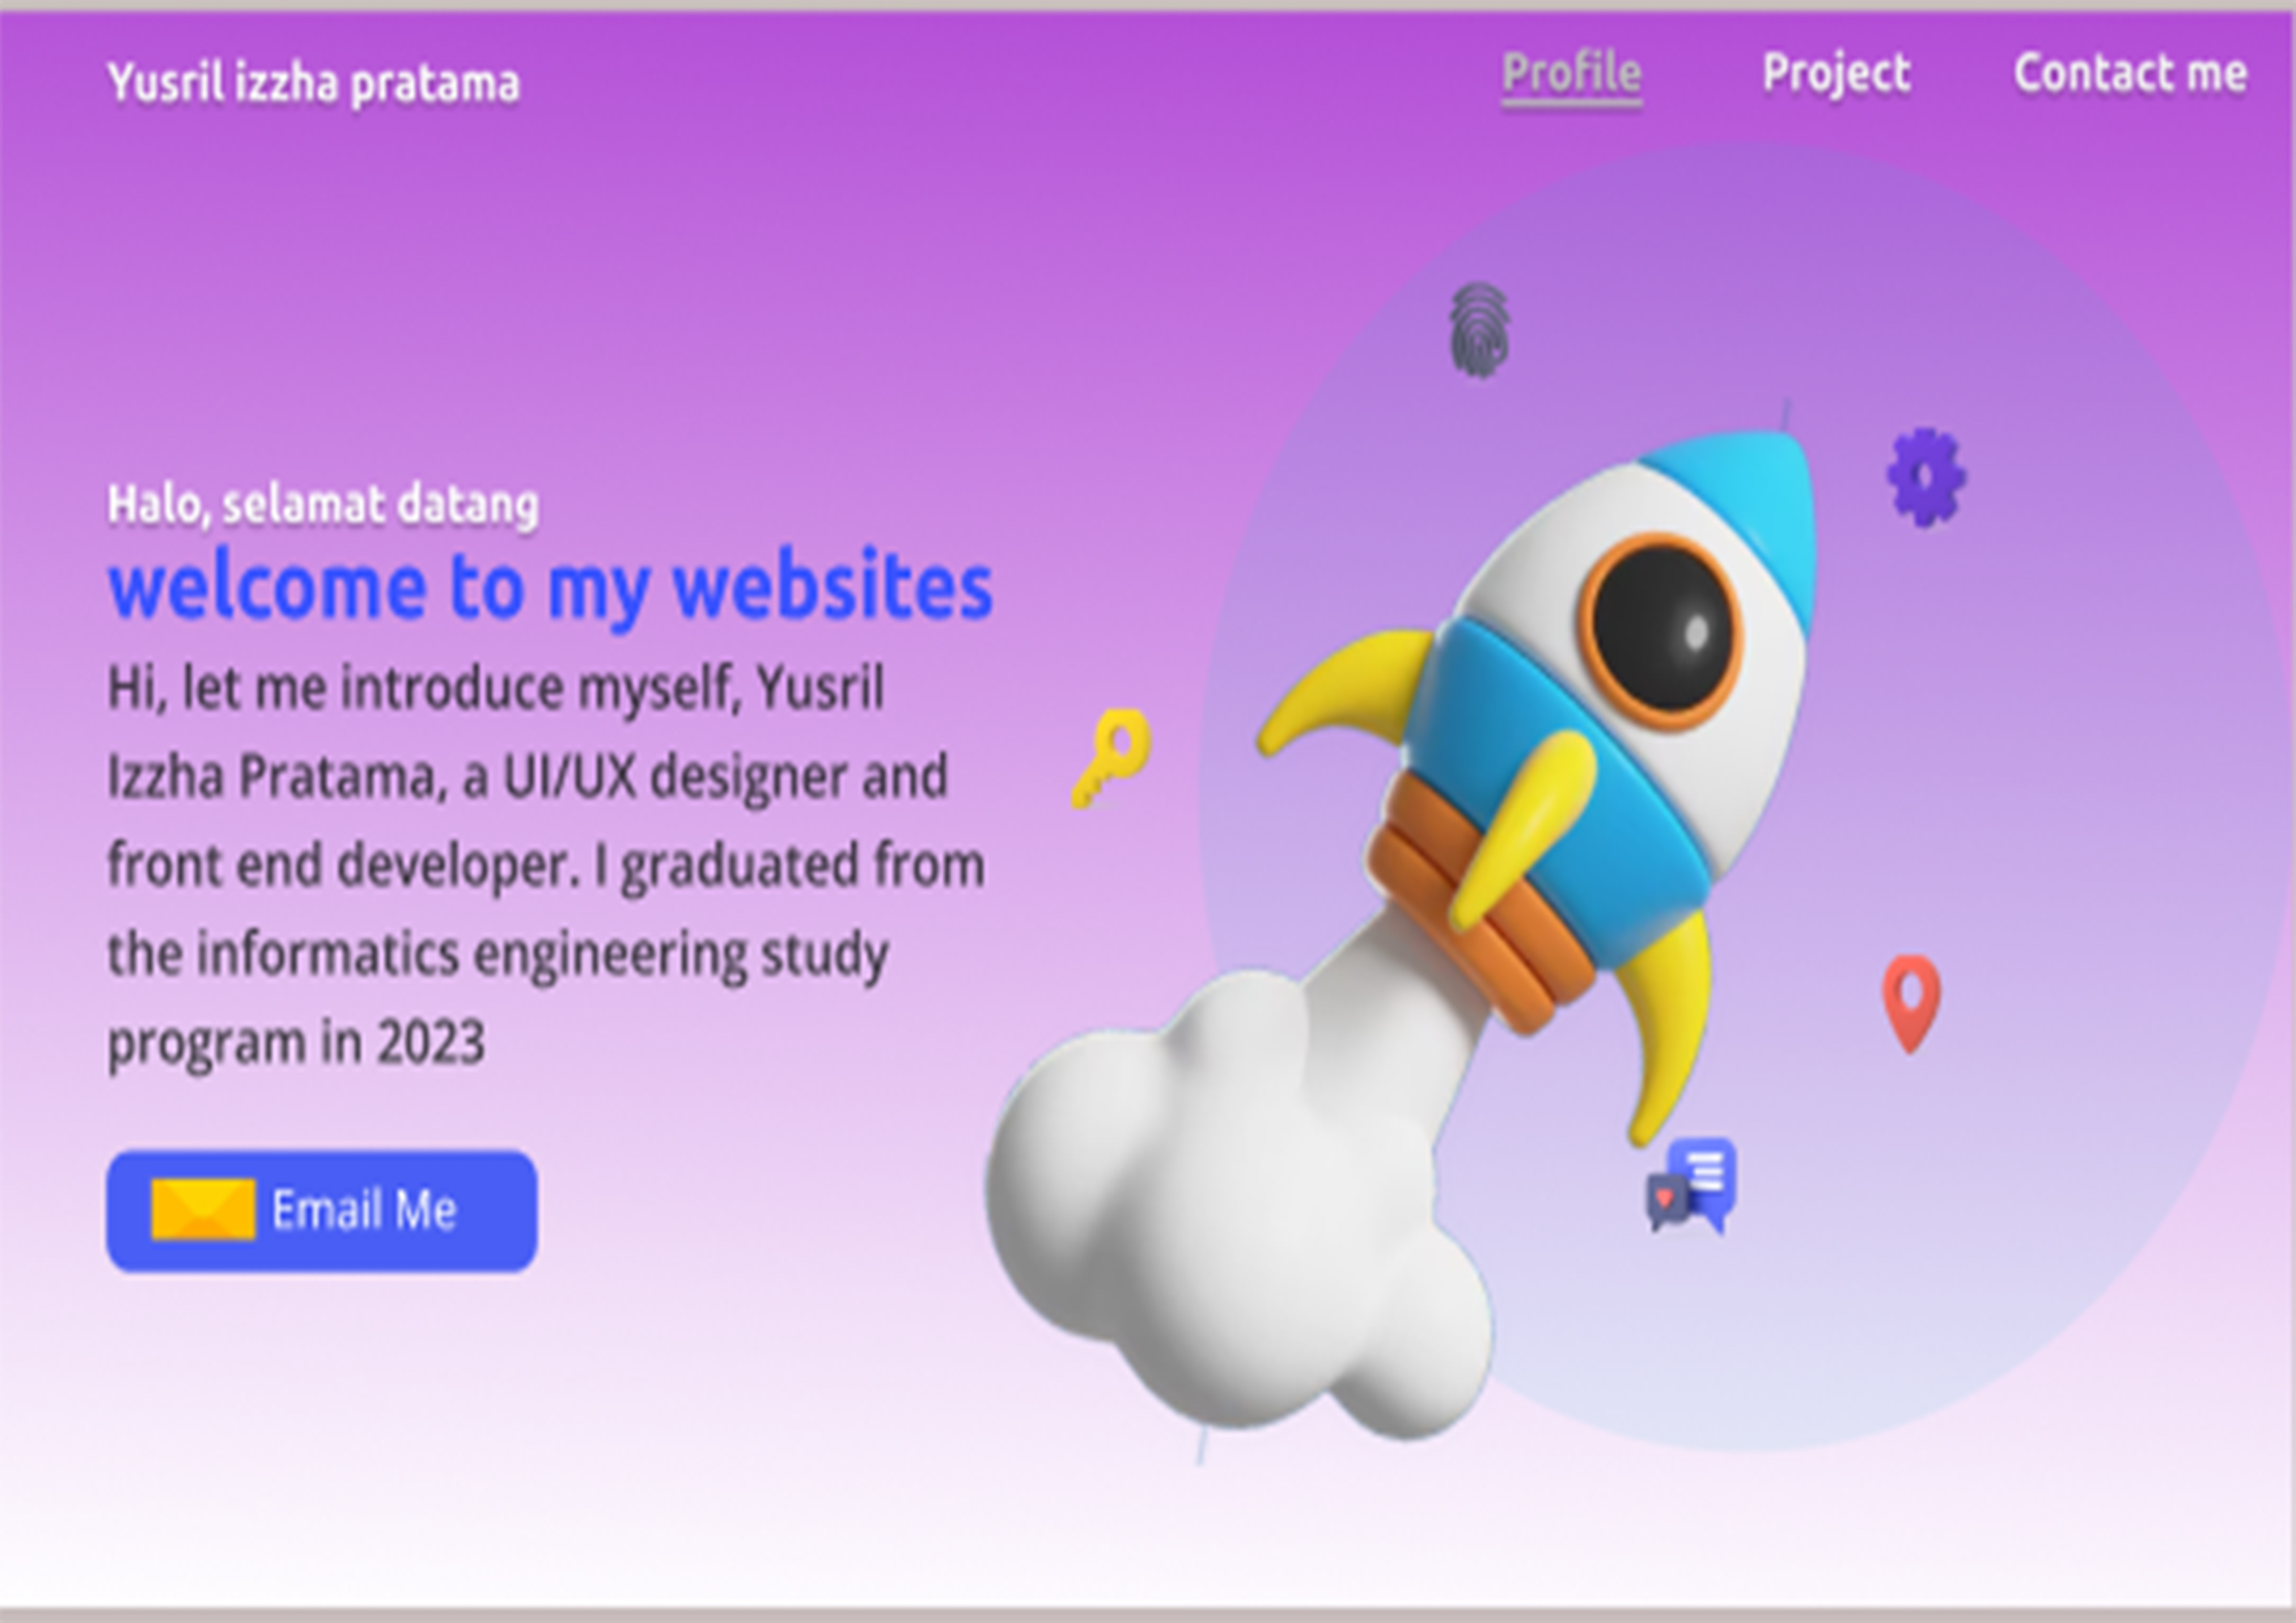 Yusril izzha pratama
Profile
Project
Contact me
Halo, selamat datang
welcome to my websites
Hi, let me introduce myself, Yusril
Izzha Pratama, a UI/UX designer and
front end developer. I graduated from
the informatics engineering study
program in 2023
Email Me